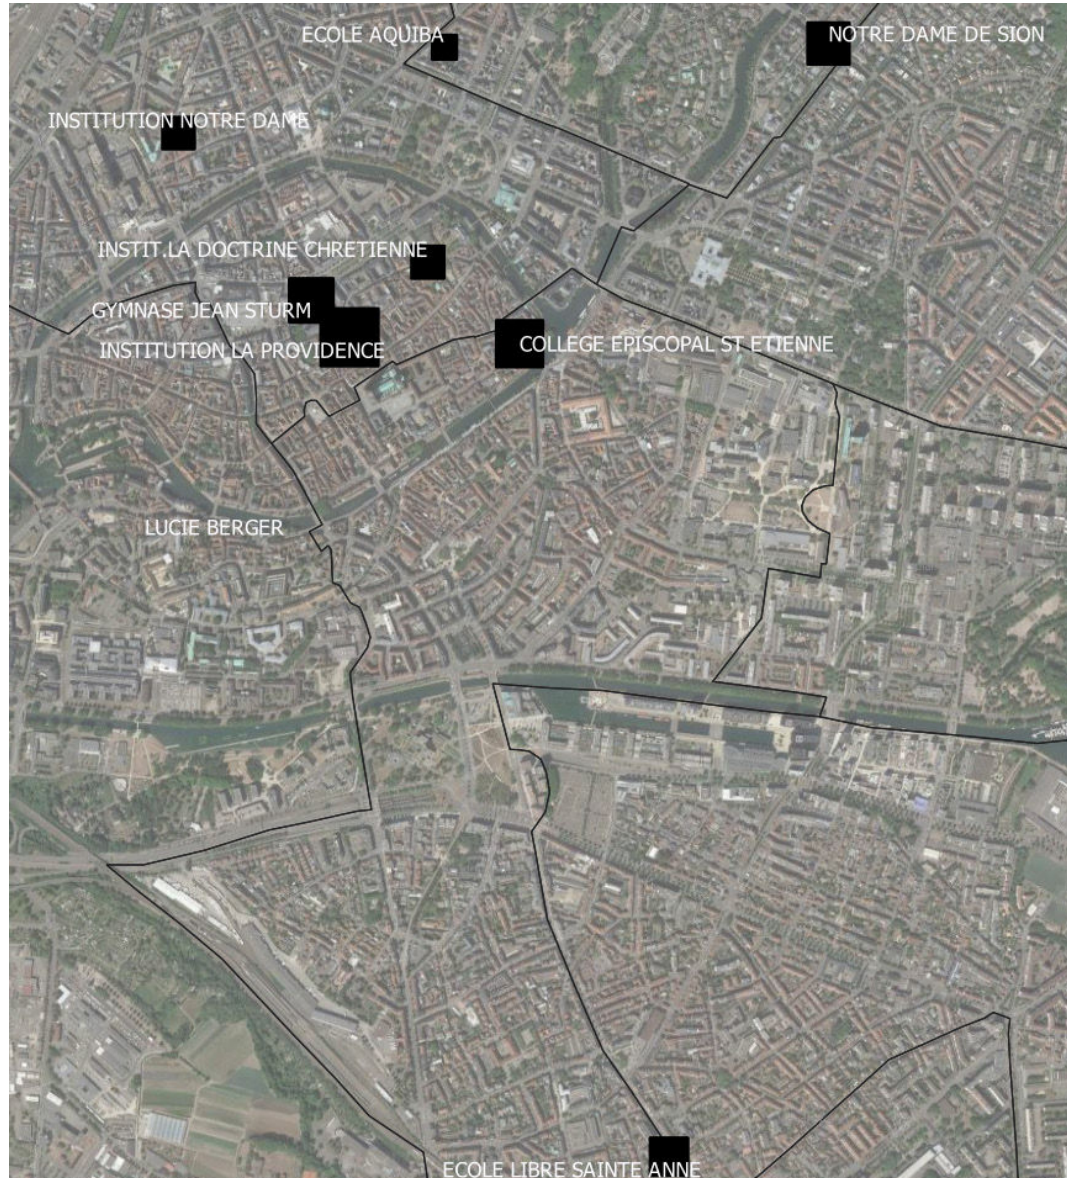 ECOLE AQUIBA
NOTRE DAME DE SION
INSTITUTION NOTRE DAME
INSTIT.LA DOCTRINE CHRETIENNE
GYMNASE JEAN STURM
INSTITUTION LA PROVIDENCE
COLLEGE EPISCOPAL ST ETIENNE
LUCIE BERGER
ECOLE LIBRE SAINTE ANNE